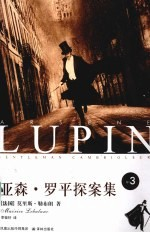 LUPIN
GENTLEMAN CAMBRIOLEUR
亚森·罗平探案集
3
[法国] 莫里斯·勒布朗 著
Maurice Leblanc